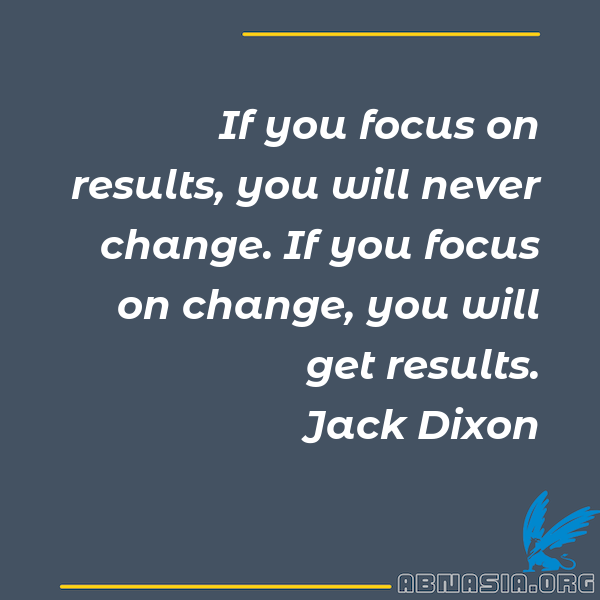 If you focus on
results, you will never
change. If you focus
on change, you will
get results.
Jack Dixon
ABNASIA.ORG